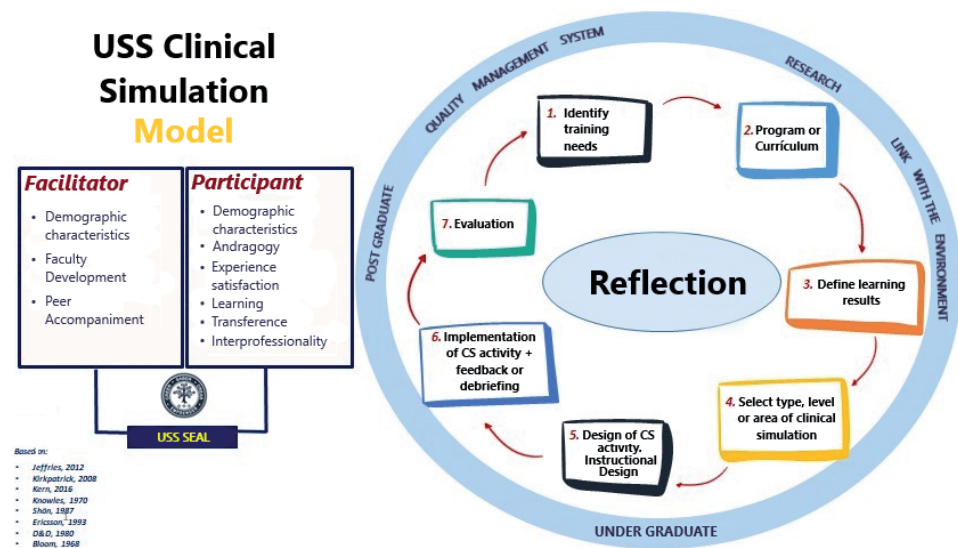 USS Clinical
Simulation
Model
Facilitator
• Demographic
characteristics
• Faculty
Development
• Peer
Accompaniment
Participant
• Demographic
characteristics
• Andragogy
• Experience
satisfaction
• Learning
• Transference
• Interprofessionality
USS SEAL
Based on:
• Jeffries, 2012
• Kirkpatrick, 2008
• Kern, 2016
• Knowles, 1970
• Shön, 1987
• Ericsson, 1993
• D&D, 1980
• Bloom, 1968
QUALITY MANAGEMENT SYSTEM
RESEARCH
LINK WITH THE ENVIRONMENT
UNDER GRADUATE
POST GRADUATE
1. Identify
training
needs
2. Program or
Currículum
3. Define learning
results
4. Select type, level
or area of clinical
simulation
5. Design of CS
activity.
Instructional
Design
6. Implementation
of CS activity +
feedback or
debriefing
7. Evaluation
Reflection